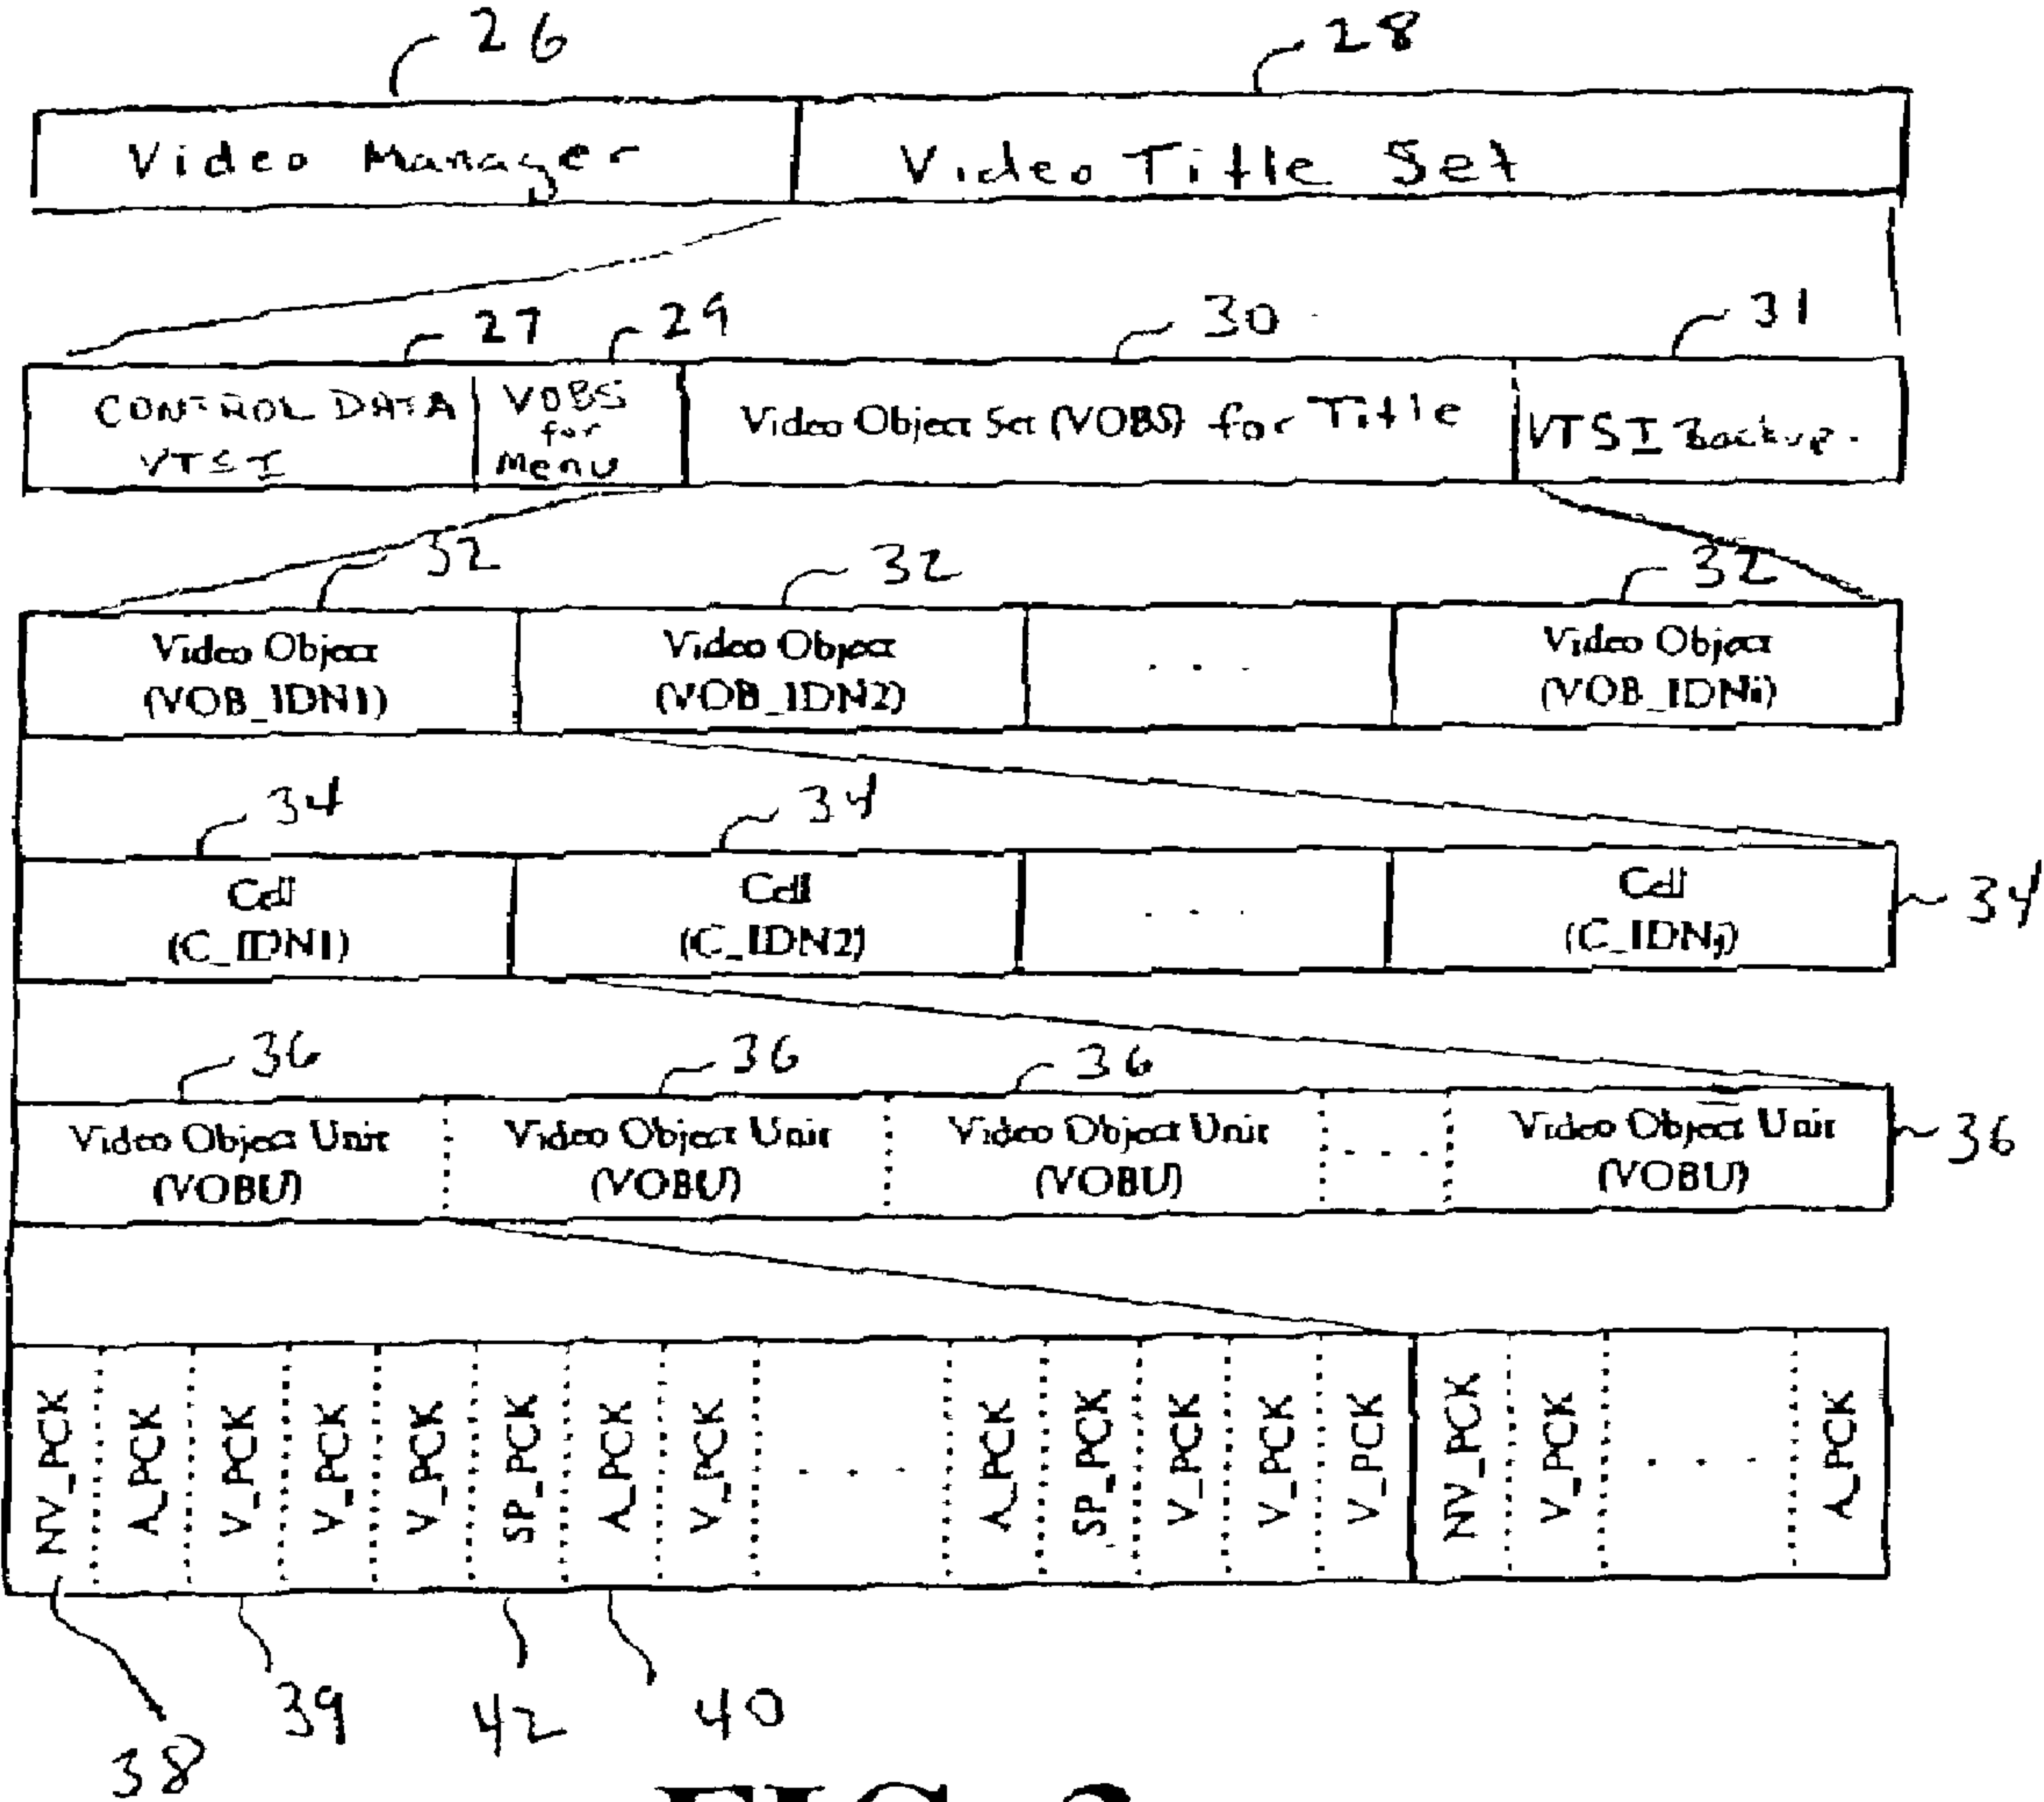 26 28
Video Manager Video Title Set
27 29 30 31
CONTROL DATA VTSI VOBS for Menu Video Object Set (VOBS) for Title VTSI Backup.
32 32 32
Video Object Video Object Video Object
(VOB_IDN1) (VOB_IDN2) . . . (VOB_IDNi)
34 34
Cell Cell Cell 34
(C_IDN1) (C_IDN2) . . . (C_IDNj)
36 36 36
Video Object Unit Video Object Unit Video Object Unit Video Object Unit 36
(VOBU) (VOBU) (VOBU) . . . . (VOBU)
NV_PCK A_PCK V_PCK V_PCK V_PCK SP_PCK A_PCK V_PCK . . . A_PCK SP_PCK V_PCK V_PCK V_PCK NV_PCK V_PCK . . . . A_PCK
38 39 42 40